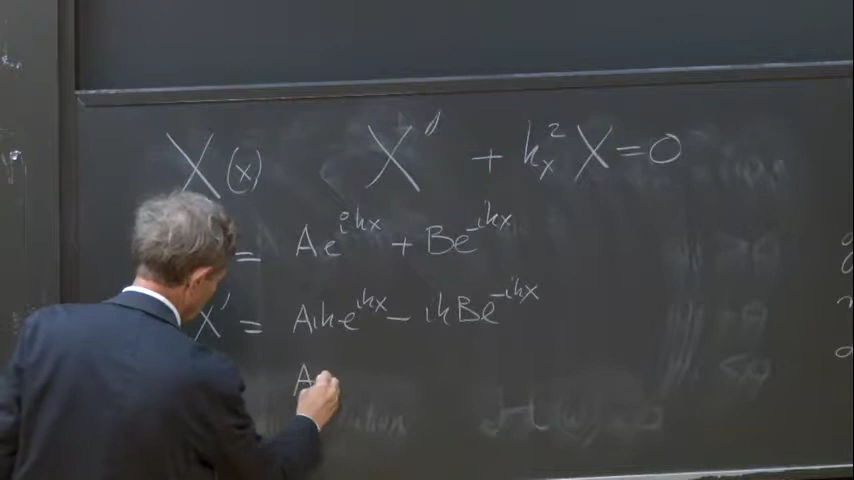 X(x) X'' + k_x^2 X = 0
= Ae^{ikx} + Be^{-ikx}
X' = Aike^{ikx} - ikBe^{-ikx}
A